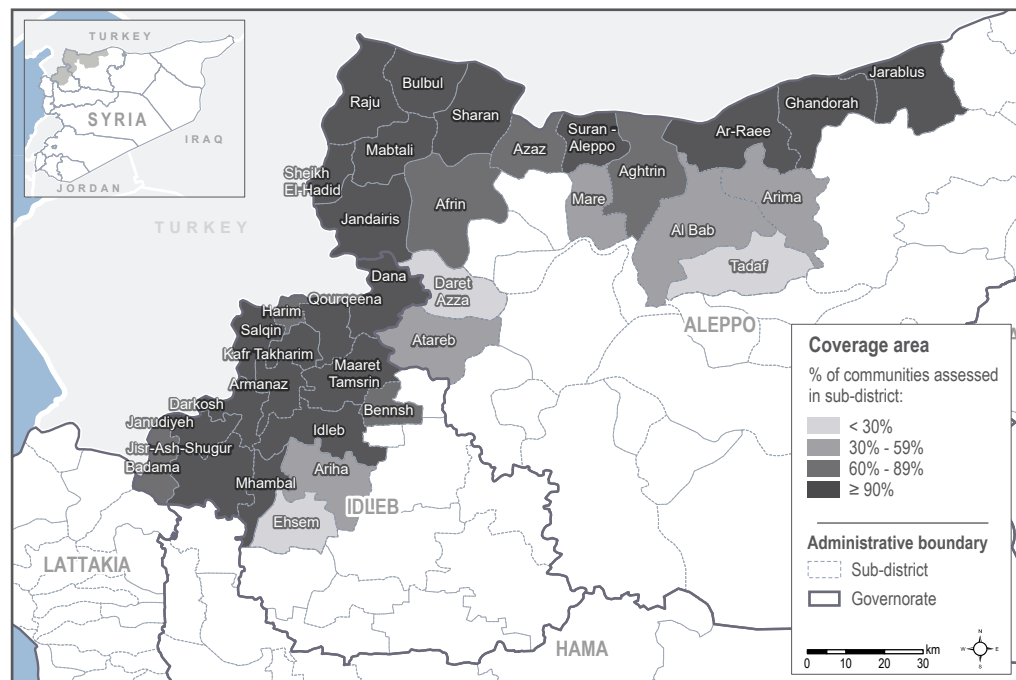 TURKEY
SYRIA
IRAQ
JORDAN
TURKEY
Raju
Bulbul
Sharan
Mabtali
Sheikh
El-Hadid
Jandairis
Afrin
Azaz
Suran -
Aleppo
Mare
Aghtrin
Ar-Raee
Ghandorah
Jarablus
Al Bab
Arima
Tadaf
Dana
Daret
Azza
Qourqeena
Harim
Salqin
Atareb
Kafr Takharim
Maaret
Tamsrin
Armanaz
Bennsh
Darkosh
Janudiyeh
Idleb
Jisr-Ash-Shugur
Badama
Ariha
Mhambal
Ehsem
IDLIEB
ALEPPO
LATTAKIA
HAMA
Coverage area
% of communities assessed
in sub-district:
< 30%
30% - 59%
60% - 89%
≥ 90%
Administrative boundary
Sub-district
Governorate
km
0 5 10 20 30
N
W E
S